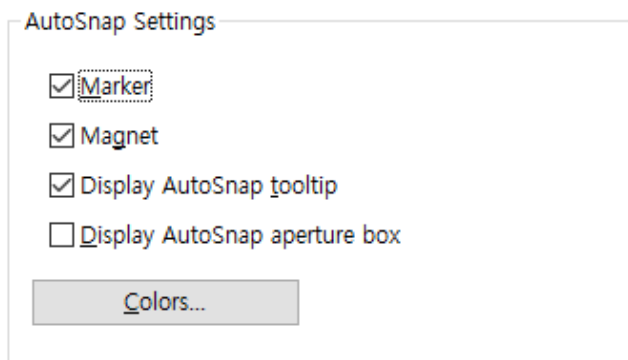 AutoSnap Settings
Marker
Magnet
Display AutoSnap tooltip
Display AutoSnap aperture box
Colors...